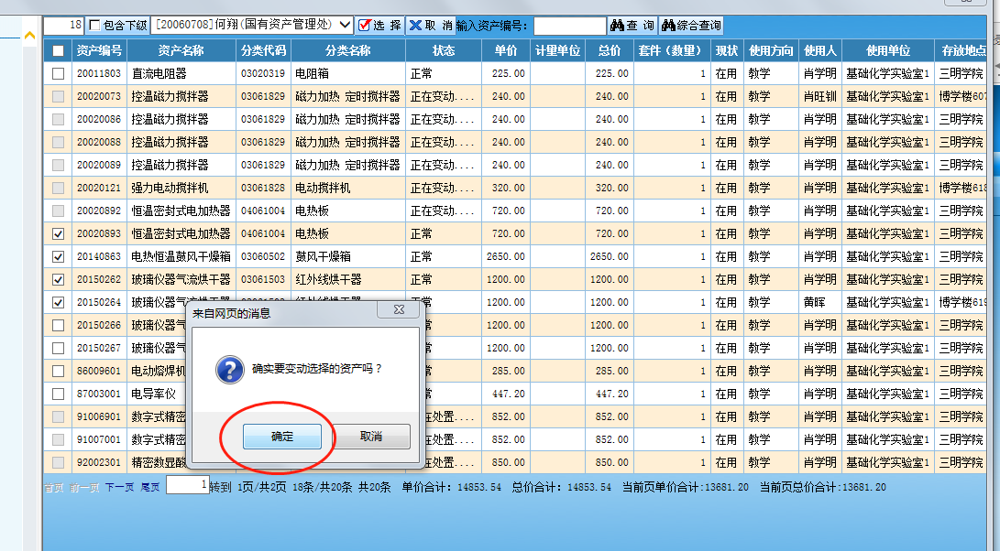 18 包含下级 [20060708]何翔(国有资产管理处) 选 择 取 消 输入资产编号： 查 询 综合查询
资产编号 资产名称 分类代码 分类名称 状态 单价 计量单位 总价 套件（数量） 现状 使用方向 使用人 使用单位 存放地点
20011803 直流电阻器 03020319 电阻箱 正常 225.00 225.00 1 在用 教学 肖学明 基础化学实验室1 三明学院
20020073 控温磁力搅拌器 03061829 磁力加热 定时搅拌器 正在变动.... 240.00 240.00 1 在用 教学 肖旺钏 基础化学实验室1 博学楼607
20020086 控温磁力搅拌器 03061829 磁力加热 定时搅拌器 正在变动.... 240.00 240.00 1 在用 教学 肖学明 基础化学实验室1 三明学院
20020088 控温磁力搅拌器 03061829 磁力加热 定时搅拌器 正在变动.... 240.00 240.00 1 在用 教学 肖学明 基础化学实验室1 三明学院
20020089 控温磁力搅拌器 03061829 磁力加热 定时搅拌器 正在变动.... 240.00 240.00 1 在用 教学 肖学明 基础化学实验室1 三明学院
20020121 强力电动搅拌机 03061828 电动搅拌机 正在变动.... 320.00 320.00 1 在用 教学 肖学明 基础化学实验室1 博学楼618
20020892 恒温密封式电加热器 04061004 电热板 正在变动.... 720.00 720.00 1 在用 教学 肖学明 基础化学实验室1 三明学院
20020893 恒温密封式电加热器 04061004 电热板 正常 720.00 720.00 1 在用 教学 肖学明 基础化学实验室1 三明学院
20140863 电热恒温鼓风干燥箱 03060502 鼓风干燥箱 正常 2650.00 2650.00 1 在用 教学 肖学明 基础化学实验室1 三明学院
20150262 玻璃仪器气流烘干器 03061503 红外线烘干器 正常 1200.00 1200.00 1 在用 教学 肖学明 基础化学实验室1 三明学院
20150264 玻璃仪器气流烘干器 03061503 红外线烘干器 正常 1200.00 1200.00 1 在用 教学 黄晖 基础化学实验室1 博学楼619
20150266 玻璃仪器气 常 1200.00 1200.00 1 在用 教学 肖学明 基础化学实验室1 三明学院
20150267 玻璃仪器气 常 1200.00 1200.00 1 在用 教学 肖学明 基础化学实验室1 三明学院
86009601 电动熔焊机 常 285.00 285.00 1 在用 教学 肖学明 基础化学实验室1 三明学院
87003001 电导率仪 常 447.20 447.20 1 在用 教学 肖学明 基础化学实验室1 三明学院
91006901 数字式精密 在处置.... 852.00 852.00 1 在用 教学 肖学明 基础化学实验室1 三明学院
91007001 数字式精密 在处置.... 852.00 852.00 1 在用 教学 肖学明 基础化学实验室1 三明学院
92002301 精密数显酸 在处置.... 850.00 850.00 1 在用 教学 肖学明 基础化学实验室1 三明学院
来自网页的消息
确实要变动选择的资产吗？
确定 取消
首页 前一页 下一页 尾页 1 转到 1页/共2页 18条/共20条 共20条 单价合计：14853.54 总价合计：14853.54 当前页单价合计:13681.20 当前页总价合计:13681.20